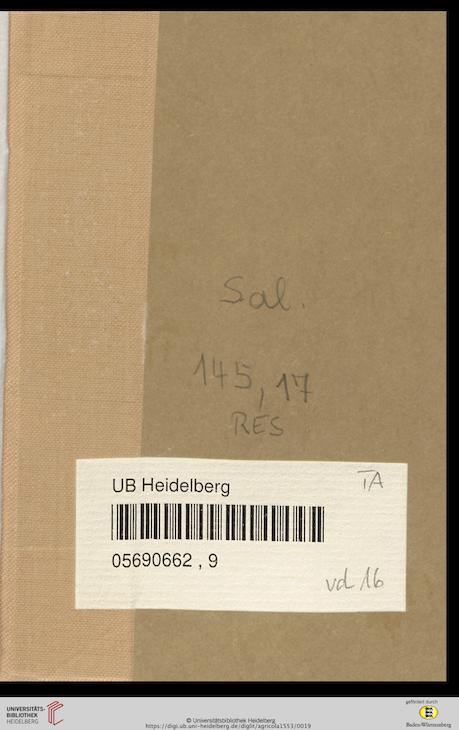 Sal.
145,17
RES
UB Heidelberg
TA
05690662 , 9
vd 16
UNIVERSITÄTS-
BIBLIOTHEK
HEIDELBERG
© Universitätsbibliothek Heidelberg
https://digi.ub.uni-heidelberg.de/diglit/agricola1553/0019
gefördert durch
Baden-Württemberg